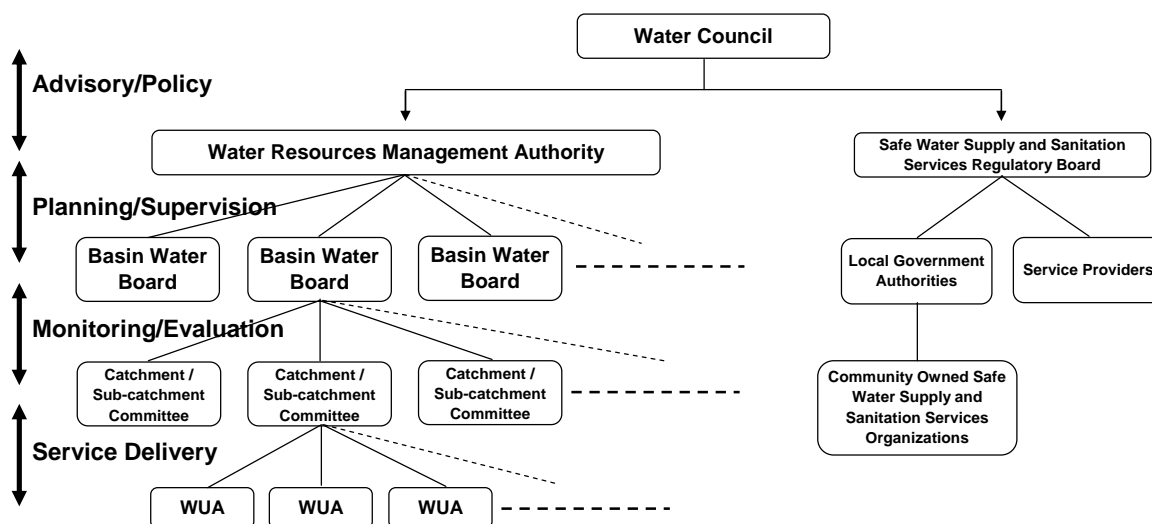 Water Council
Advisory/Policy
Water Resources Management Authority
Safe Water Supply and Sanitation
Services Regulatory Board
Planning/Supervision
Basin Water
Board
Basin Water
Board
Basin Water
Board
Local Government
Authorities
Service Providers
Monitoring/Evaluation
Catchment /
Sub-catchment
Committee
Catchment /
Sub-catchment
Committee
Catchment /
Sub-catchment
Committee
Community Owned Safe
Water Supply and
Sanitation Services
Organizations
Service Delivery
WUA
WUA
WUA